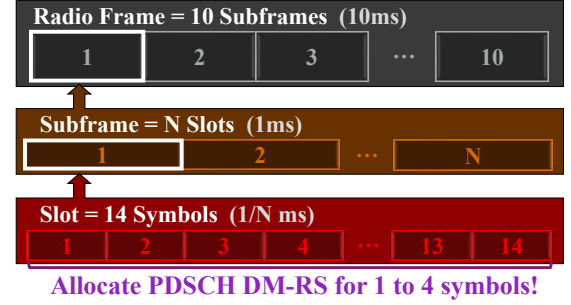 Radio Frame = 10 Subframes (10ms)
1 2 3 ··· 10
Subframe = N Slots (1ms)
1 2 ··· N
Slot = 14 Symbols (1/N ms)
1 2 3 4 ··· 13 14
Allocate PDSCH DM-RS for 1 to 4 symbols!